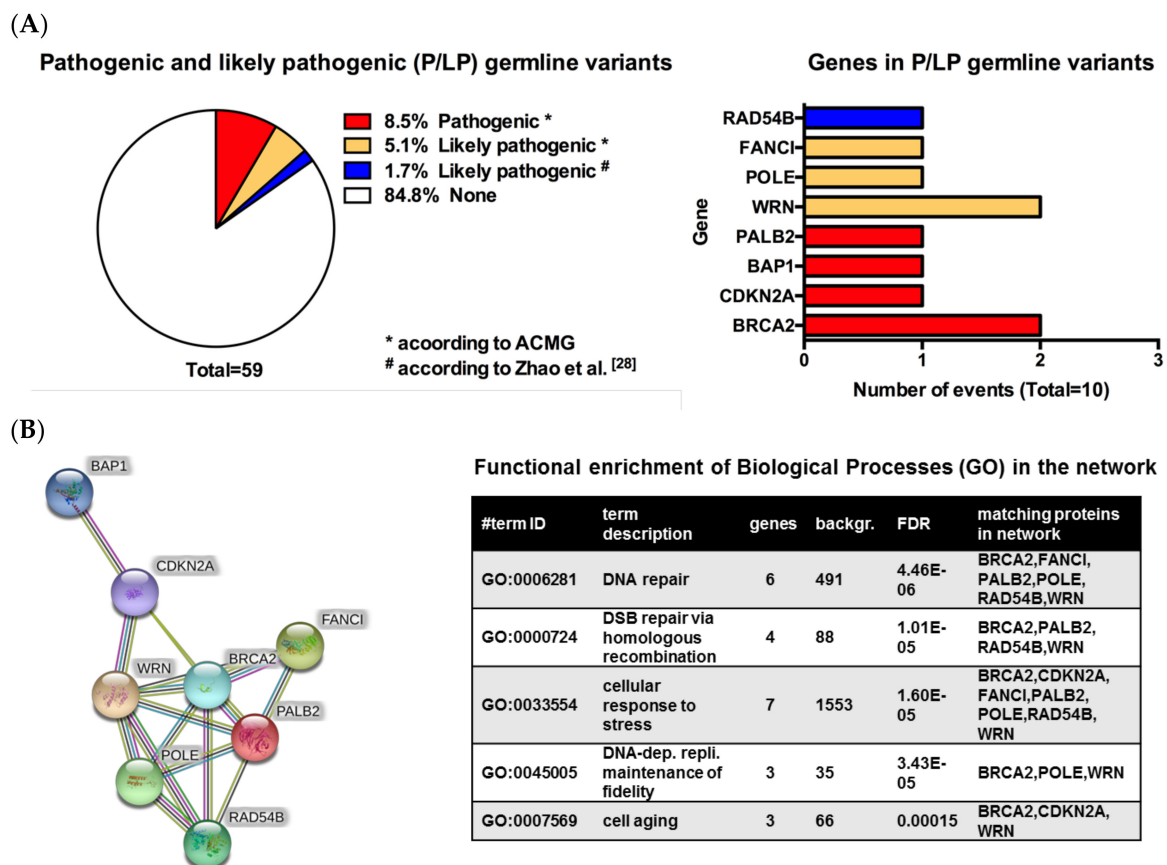 (A)
Pathogenic and likely pathogenic (P/LP) germline variants
8.5% Pathogenic *
5.1% Likely pathogenic *
1.7% Likely pathogenic #
84.8% None
* acoording to ACMG
# according to Zhao et al. [28]
Total=59
Genes in P/LP germline variants
Gene
RAD54B
FANCI
POLE
WRN
PALB2
BAP1
CDKN2A
BRCA2
0 1 2 3
Number of events (Total=10)
(B)
BAP1
CDKN2A
FANCI
WRN
BRCA2
PALB2
POLE
RAD54B
Functional enrichment of Biological Processes (GO) in the network
#term ID
term
description
genes
backgr.
FDR
matching proteins
in network
GO:0006281
DNA repair
6
491
4.46E-
06
BRCA2,FANCI,
PALB2,POLE,
RAD54B,WRN
GO:0000724
DSB repair via
homologous
recombination
4
88
1.01E-
05
BRCA2,PALB2,
RAD54B,WRN
GO:0033554
cellular
response to
stress
7
1553
1.60E-
05
BRCA2,CDKN2A,
FANCI,PALB2,
POLE,RAD54B,
WRN
GO:0045005
DNA-dep. repli.
maintenance of
fidelity
3
35
3.43E-
05
BRCA2,POLE,WRN
GO:0007569
cell aging
3
66
0.00015
BRCA2,CDKN2A,
WRN